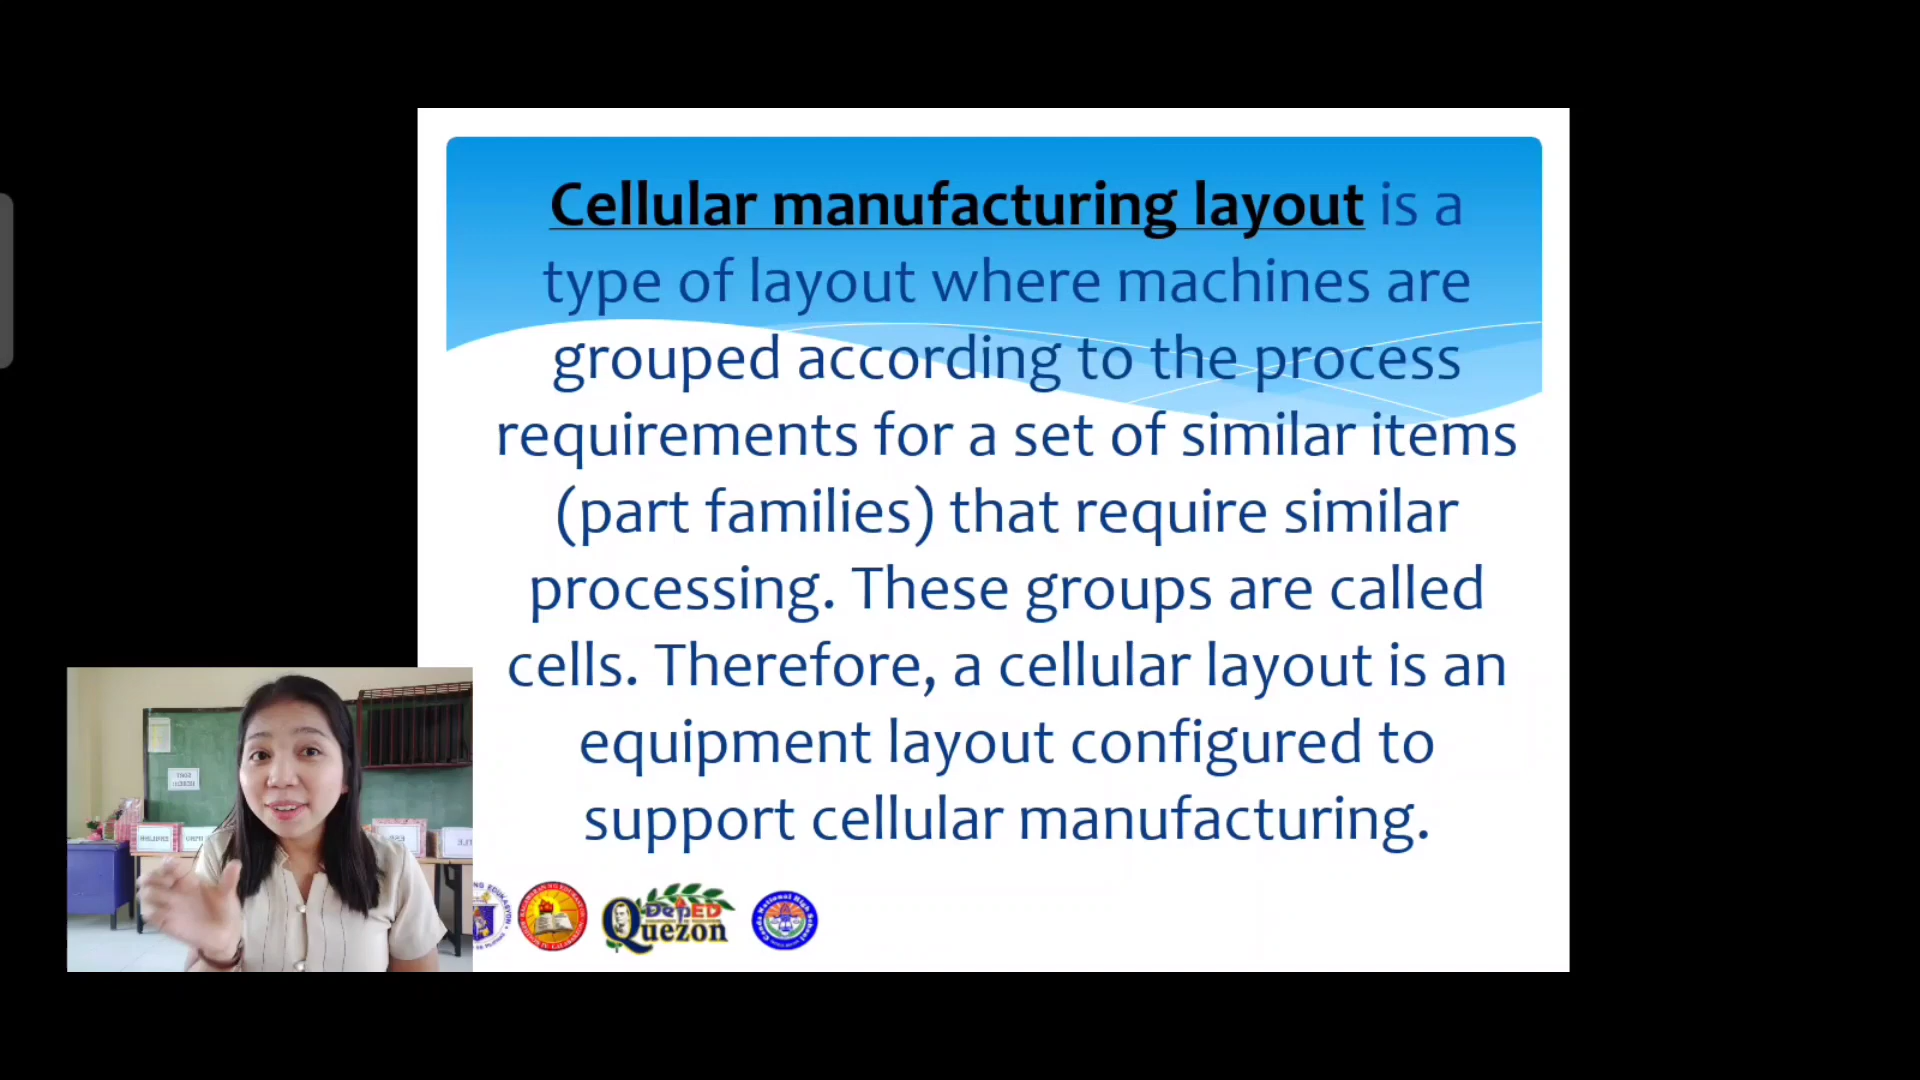 Cellular manufacturing layout is a
type of layout where machines are
grouped according to the process
requirements for a set of similar items
(part families) that require similar
processing. These groups are called
cells. Therefore, a cellular layout is an
equipment layout configured to
support cellular manufacturing.
DepED
Quezon